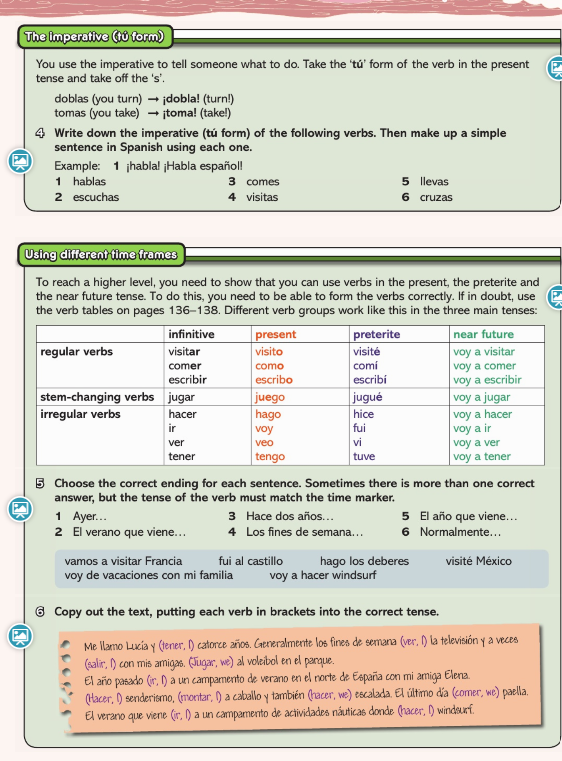 The imperative (tú form)
You use the imperative to tell someone what to do. Take the 'tú' form of the verb in the present
tense and take off the 's'.
doblas (you turn) → ¡dobla! (turn!)
tomas (you take) → ¡toma! (take!)
4 Write down the imperative (tú form) of the following verbs. Then make up a simple
sentence in Spanish using each one.
Example: 1 ¡habla! ¡Habla español!
1 hablas 3 comes 5 llevas
2 escuchas 4 visitas 6 cruzas
Using different time frames
To reach a higher level, you need to show that you can use verbs in the present, the preterite and
the near future tense. To do this, you need to be able to form the verbs correctly. If in doubt, use
the verb tables on pages 136–138. Different verb groups work like this in the three main tenses:
infinitive present preterite near future
regular verbs visitar visito visité voy a visitar
comer como comí voy a comer
escribir escribo escribí voy a escribir
stem-changing verbs jugar juego jugué voy a jugar
irregular verbs hacer hago hice voy a hacer
ir voy fui voy a ir
ver veo vi voy a ver
tener tengo tuve voy a tener
5 Choose the correct ending for each sentence. Sometimes there is more than one correct
answer, but the tense of the verb must match the time marker.
1 Ayer… 3 Hace dos años… 5 El año que viene…
2 El verano que viene… 4 Los fines de semana… 6 Normalmente…
vamos a visitar Francia fui al castillo hago los deberes visité México
voy de vacaciones con mi familia voy a hacer windsurf
6 Copy out the text, putting each verb in brackets into the correct tense.
Me llamo Lucía y (tener, I) catorce años. Generalmente los fines de semana (ver, I) la televisión y a veces
(salir, I) con mis amigas. (Jugar, we) al voleibol en el parque.
El año pasado (ir, I) a un campamento de verano en el norte de España con mi amiga Elena.
(Hacer, I) senderismo, (montar, I) a caballo y también (hacer, we) escalada. El último día (comer, we) paella.
El verano que viene (ir, I) a un campamento de actividades náuticas donde (hacer, I) windsurf.